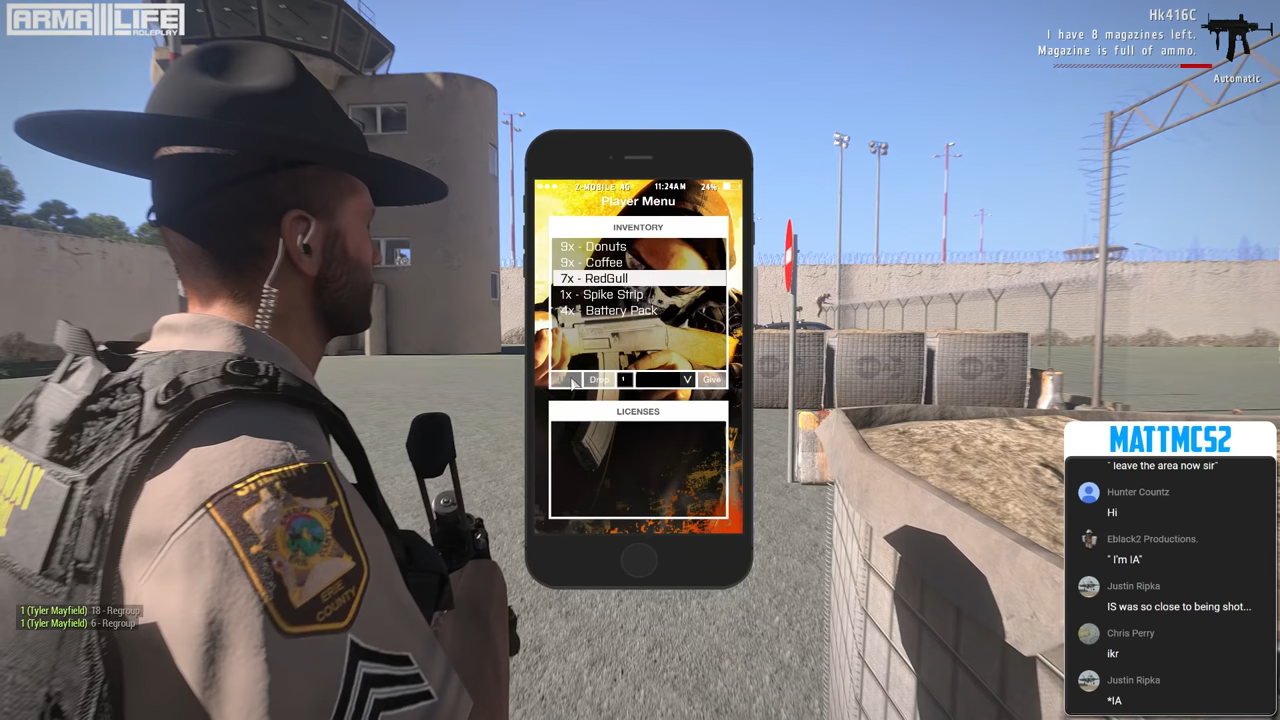 ARMA III LIFE
ROLEPLAY
Hk416C
I have 8 magazines left.
Magazine is full of ammo.
Automatic
Z-MOBILE 4G 11:24AM 24%
Player Menu
INVENTORY
9x - Donuts
9x - Coffee
7x - RedGull
1x - Spike Strip
4x - Battery Pack
Drop 1 V Give
LICENSES
SHERIFF
ERIE
COUNTY
1 (Tyler Mayfield) 18 - Regroup
1 (Tyler Mayfield) 6 - Regroup
MATTMCS2
" leave the area now sir"
Hunter Countz
Hi
Eblack2 Productions.
" I'm IA"
Justin Ripka
IS was so close to being shot...
Chris Perry
ikr
Justin Ripka
*IA